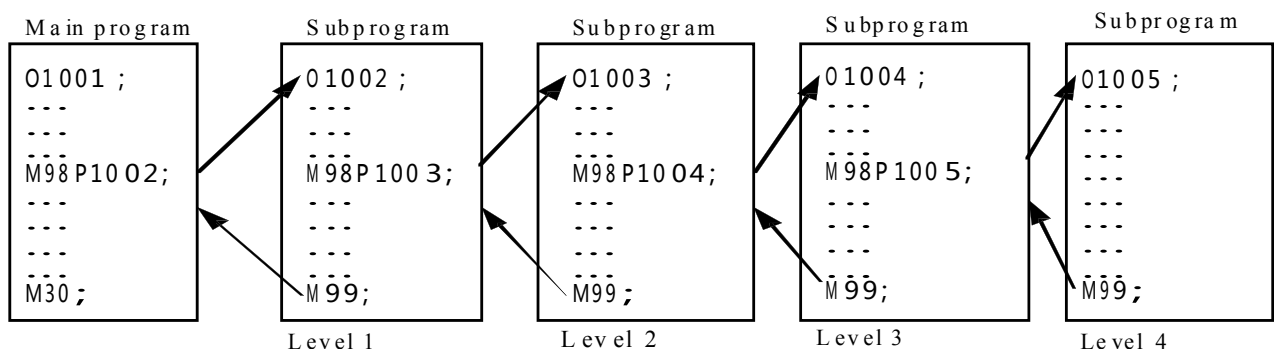 Main program
O1001 ;
---
---
---
M98P1002;
---
---
---
---
M30;
Subprogram
O1002 ;
---
---
---
M98P1003;
---
---
---
---
M99;
Level 1
Subprogram
O1003 ;
---
---
---
M98P1004;
---
---
---
---
M99;
Level 2
Subprogram
O1004 ;
---
---
---
M98P1005;
---
---
---
---
M99;
Level 3
Subprogram
O1005 ;
---
---
---
---
---
---
---
---
M99;
Level 4